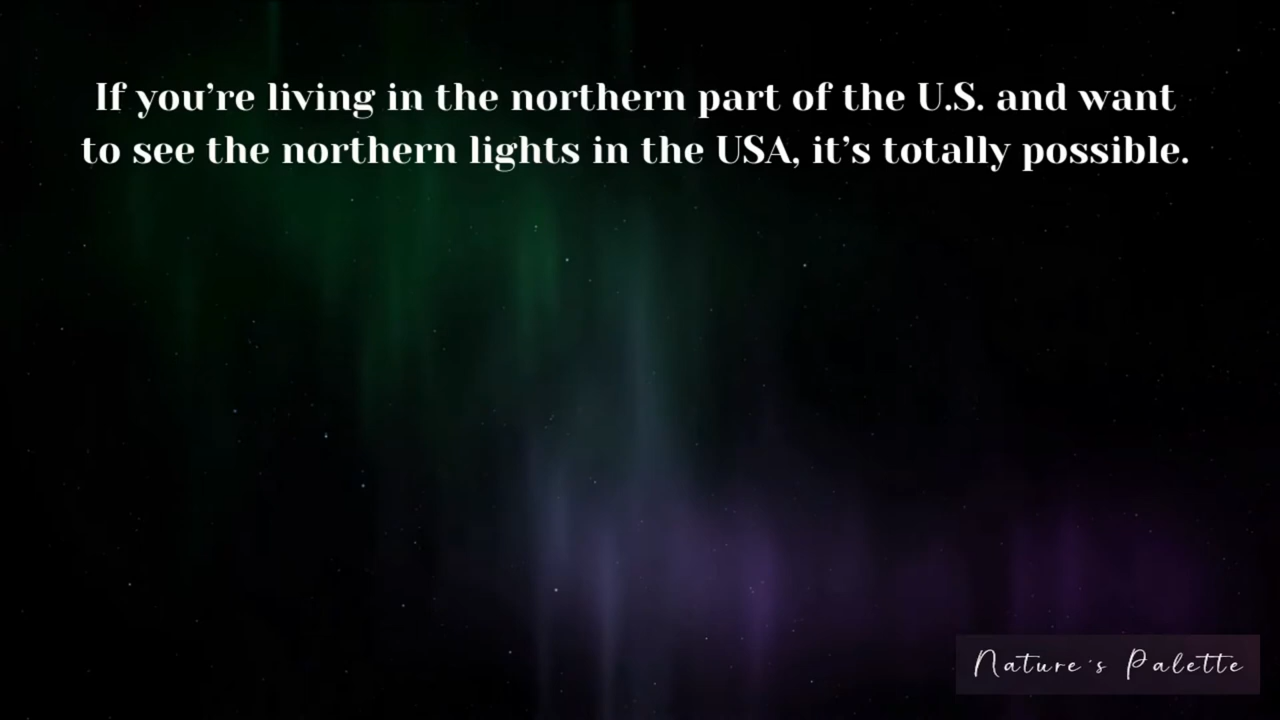 If you’re living in the northern part of the U.S. and want
to see the northern lights in the USA, it’s totally possible.
Nature's Palette